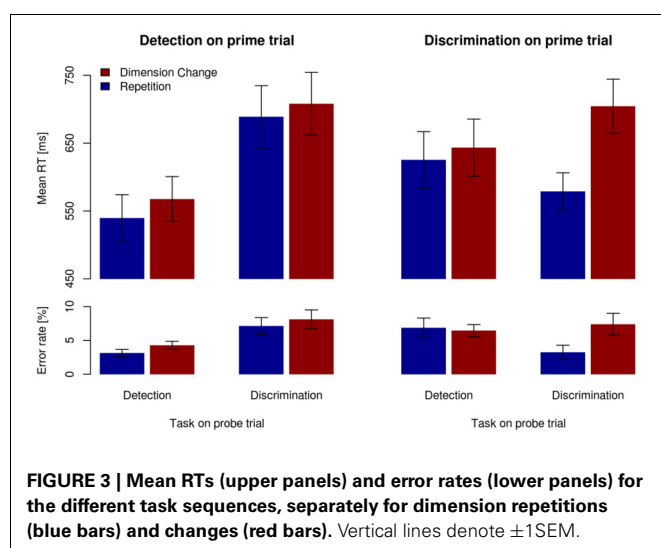 Detection on prime trial
Discrimination on prime trial
Dimension Change
Repetition
Mean RT [ms]
750
650
550
450
Error rate [%]
10
5
0
Detection
Discrimination
Detection
Discrimination
Task on probe trial
Task on probe trial
FIGURE 3 | Mean RTs (upper panels) and error rates (lower panels) for
the different task sequences, separately for dimension repetitions
(blue bars) and changes (red bars). Vertical lines denote ±1SEM.